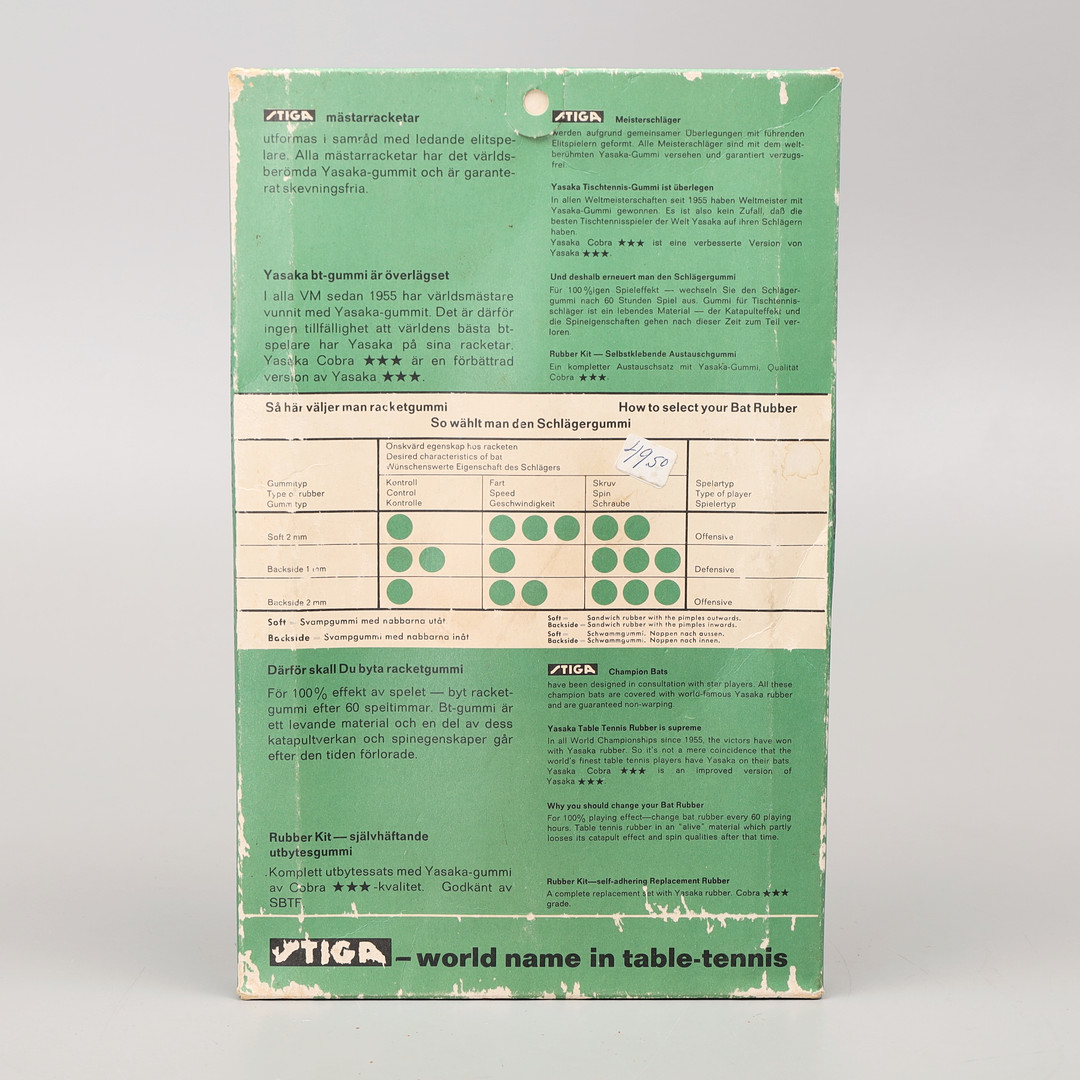 STIGA mästarracketar
utformas i samråd med ledande elitspe-
lare. Alla mästarracketar har det världs-
berömda Yasaka-gummit och är garante-
rat skevningsfria.
Yasaka bt-gummi är överlägset
I alla VM sedan 1955 har världsmästare
vunnit med Yasaka-gummit. Det är därför
ingen tillfällighet att världens bästa bt-
spelare har Yasaka på sina racketar.
Yasaka Cobra ★★★ är en förbättrad
version av Yasaka ★★★.
STIGA Meisterschläger
werden aufgrund gemeinsamer Überlegungen mit führenden
Elitspielern geformt. Alle Meisterschläger sind mit dem welt-
berühmten Yasaka-Gummi versehen und garantiert verzugs-
frei.
Yasaka Tischtennis-Gummi ist überlegen
In allen Weltmeisterschaften seit 1955 haben Weltmeister mit
Yasaka-Gummi gewonnen. Es ist also kein Zufall, daß die
besten Tischtennisspieler der Welt Yasaka auf ihren Schlägern
haben.
Yasaka Cobra ★★★ ist eine verbesserte Version von
Yasaka ★★★.
Und deshalb erneuert man den Schlägergummi
Für 100%igen Spieleffekt — wechseln Sie den Schläger-
gummi nach 60 Stunden Spiel aus. Gummi für Tischtennis-
schläger ist ein lebendes Material — der Katapulteffekt und
die Spineigenschaften gehen nach dieser Zeit zum Teil ver-
loren.
Rubber Kit — Selbstklebende Austauschgummi
Ein kompletter Austauschsatz mit Yasaka-Gummi. Qualität
Cobra ★★★.
Så här väljer man racketgummi How to select your Bat Rubber
So wählt man den Schlägergummi
Önskvärd egenskap hos racketen
Desired characteristics of bat
Wünschenswerte Eigenschaft des Schlägers
49.50
Gummityp Kontroll Fart Skruv Spelartyp
Type of rubber Control Speed Spin Type of player
Gummityp Kontrolle Geschwindigkeit Schraube Spielertyp
Soft 2 mm Offensive
Backside 1 mm Defensive
Backside 2 mm Offensive
Soft — Svampgummi med nabbarna utåt
Backside — Svampgummi med nabbarna inåt
Soft — Sandwich rubber with the pimples outwards.
Backside — Sandwich rubber with the pimples inwards.
Soft — Schwammgummi. Noppen nach aussen.
Backside — Schwammgummi. Noppen nach innen.
Därför skall Du byta racketgummi
För 100% effekt av spelet — byt racket-
gummi efter 60 speltimmar. Bt-gummi är
ett levande material och en del av dess
katapultverkan och spinegenskaper går
efter den tiden förlorade.
Rubber Kit — självhäftande
utbytesgummi
Komplett utbytessats med Yasaka-gummi
av Cobra ★★★-kvalitet. Godkänt av
SBTF.
STIGA Champion Bats
have been designed in consultation with star players. All these
champion bats are covered with world-famous Yasaka rubber
and are guaranteed non-warping.
Yasaka Table Tennis Rubber is supreme
In all World Championships since 1955, the victors have won
with Yasaka rubber. So it's not a mere coincidence that the
world's finest table tennis players have Yasaka on their bats.
Yasaka Cobra ★★★ is an improved version of
Yasaka ★★★.
Why you should change your Bat Rubber
For 100% playing effect—change bat rubber every 60 playing
hours. Table tennis rubber in an "alive" material which partly
looses its catapult effect and spin qualities after that time.
Rubber Kit—self-adhering Replacement Rubber
A complete replacement set with Yasaka rubber. Cobra ★★★
grade.
STIGA – world name in table-tennis